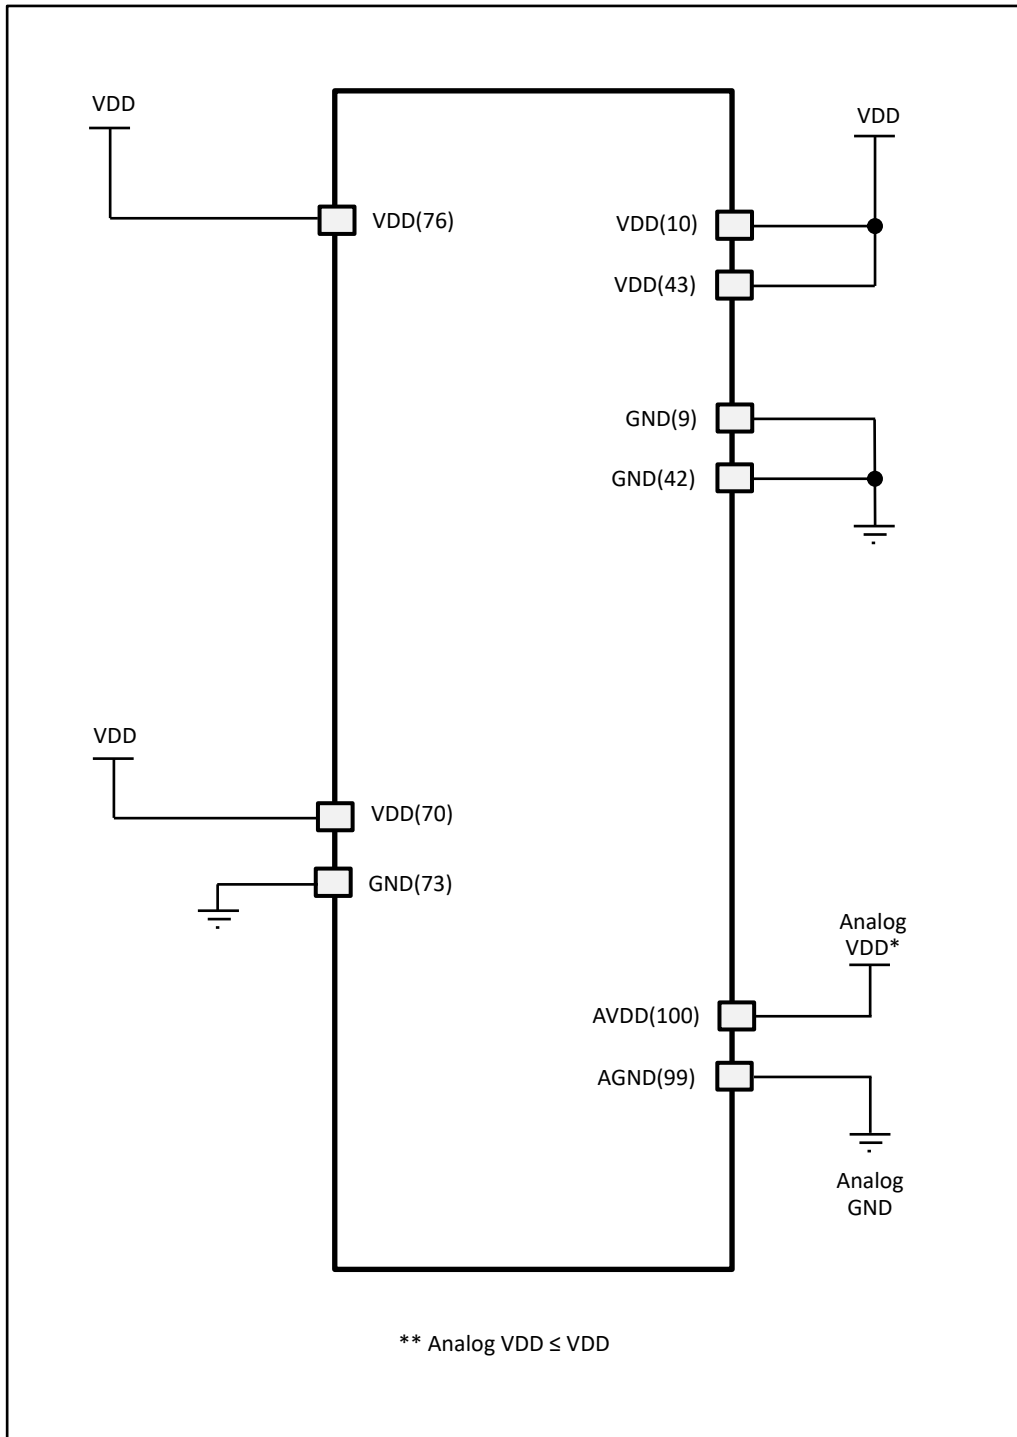 VDD
VDD
VDD(76)
VDD(10)
VDD(43)
GND(9)
GND(42)
VDD
VDD(70)
GND(73)
Analog
VDD*
AVDD(100)
AGND(99)
Analog
GND
** Analog VDD ≤ VDD